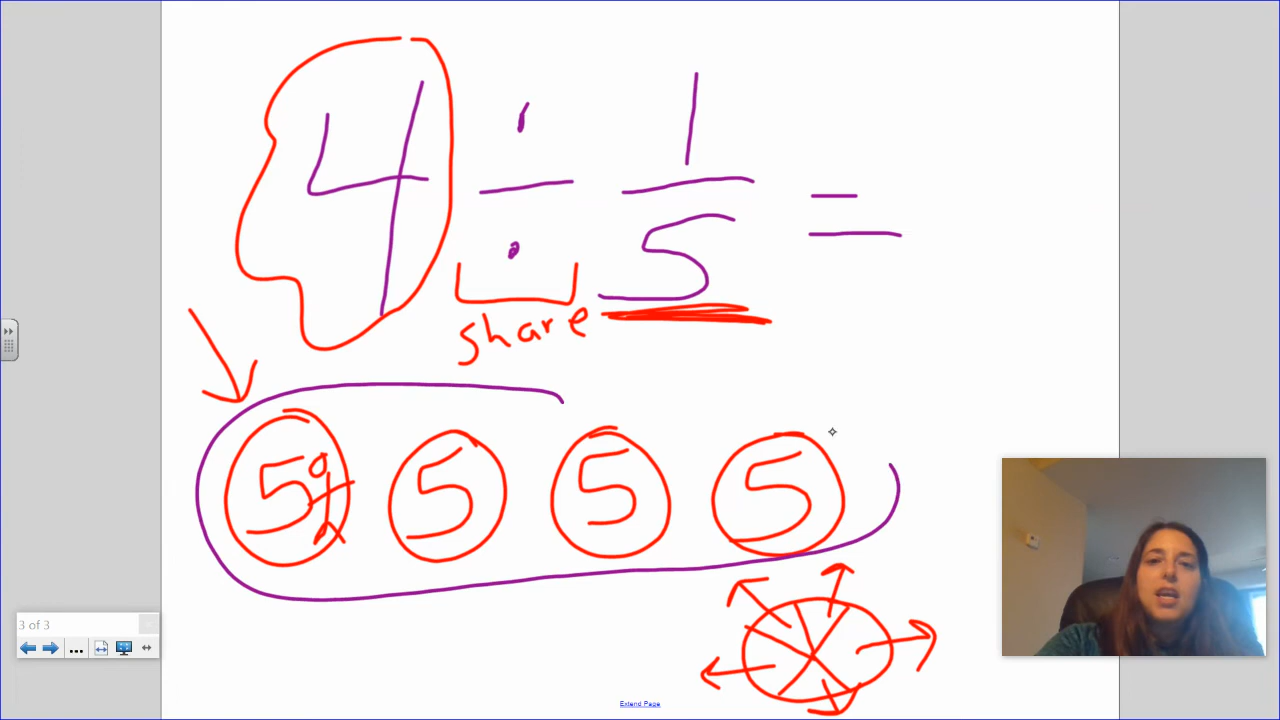 4 ÷ 1/5 =
share
5 5 5 5
3 of 3
...
Extend Page